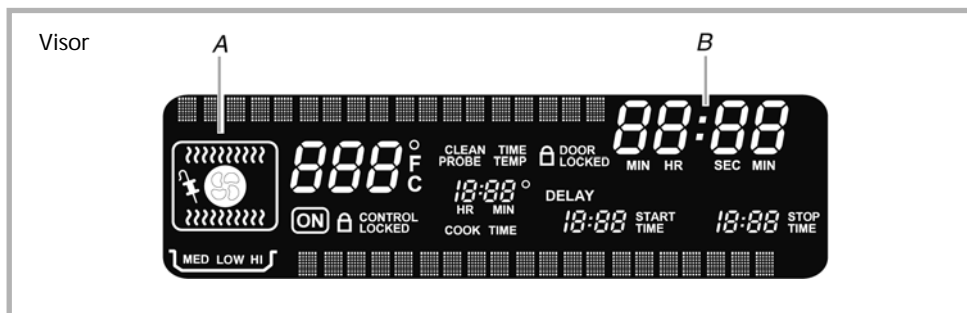 Visor
A
B
88:88
MIN HR SEC MIN
888°F
C
CLEAN TIME
PROBE TEMP
DOOR
LOCKED
18:88°
HR MIN
COOK TIME
DELAY
ON
CONTROL
LOCKED
18:88 START
TIME
18:88 STOP
TIME
MED LOW HI